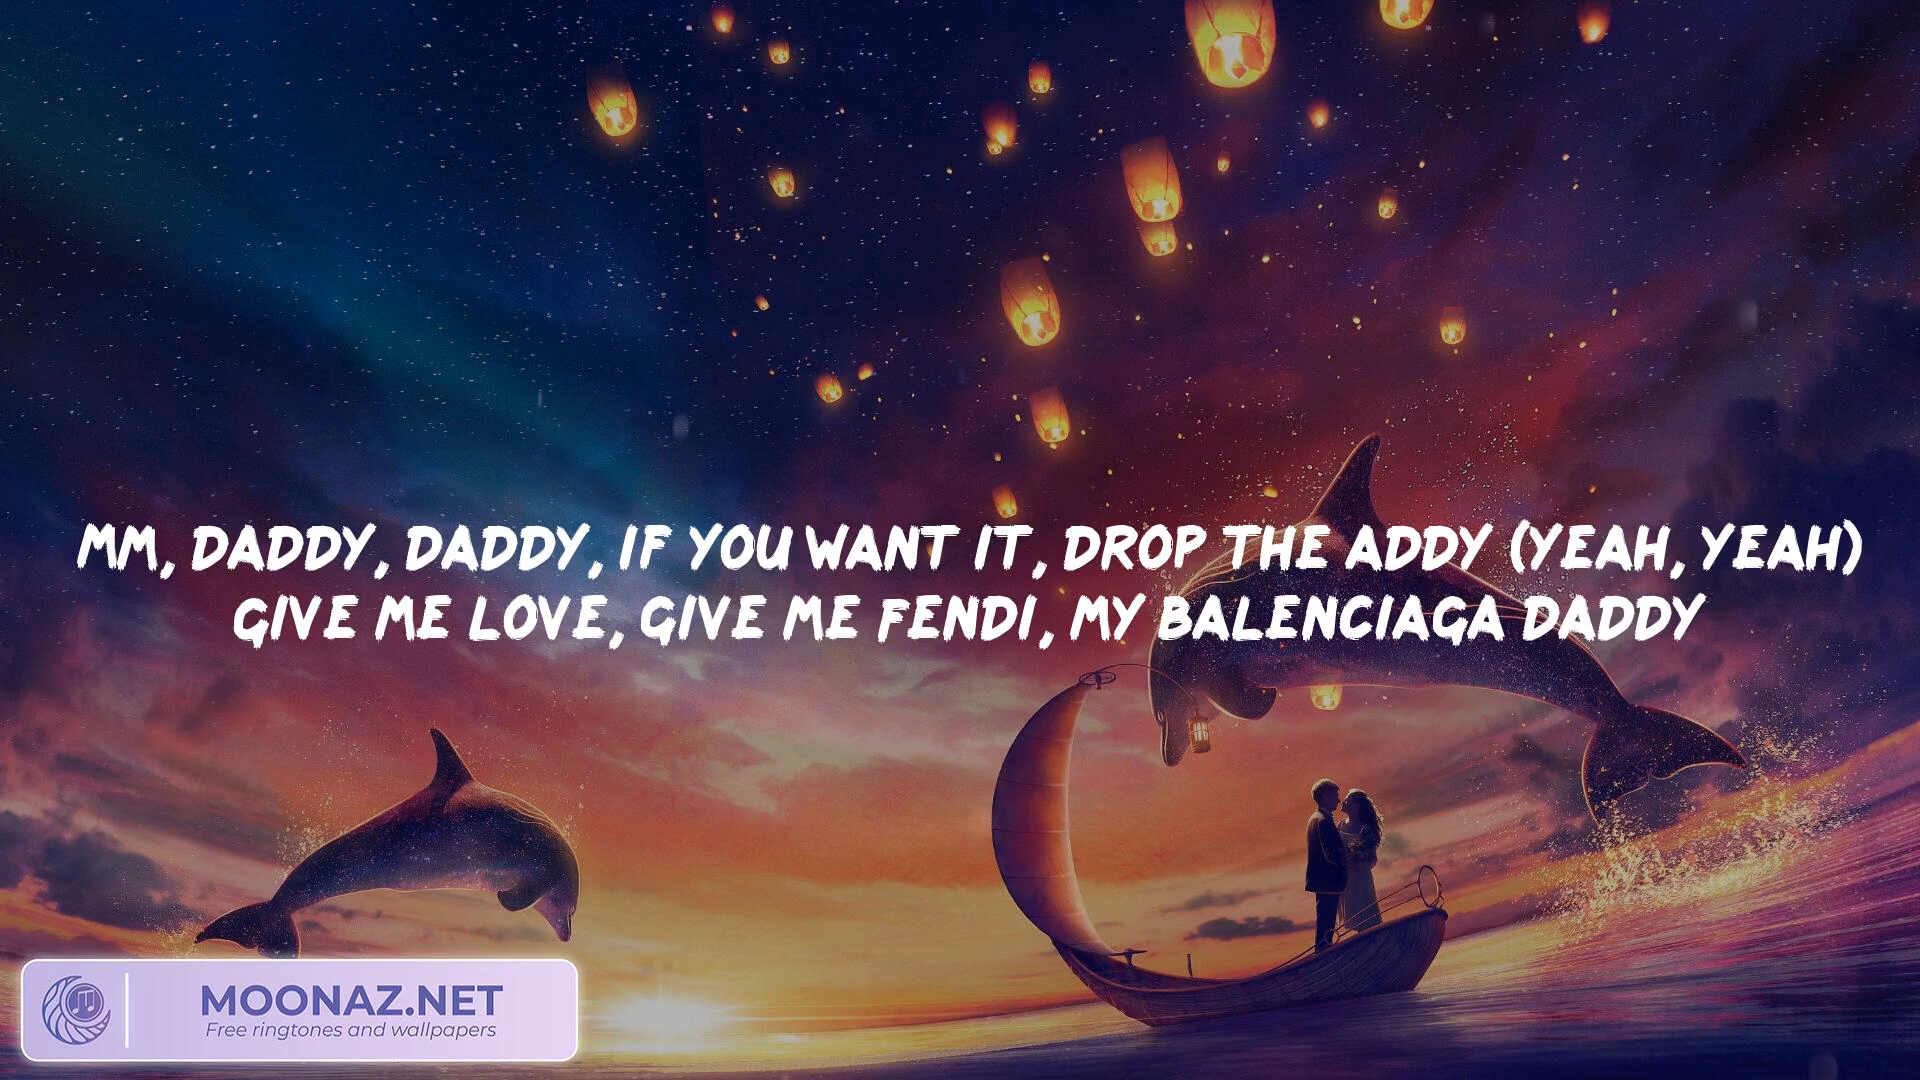 MM, DADDY, DADDY, IF YOU WANT IT, DROP THE ADDY (YEAH, YEAH)
GIVE ME LOVE, GIVE ME FENDI, MY BALENCIAGA DADDY
MOONAZ.NET
Free ringtones and wallpapers